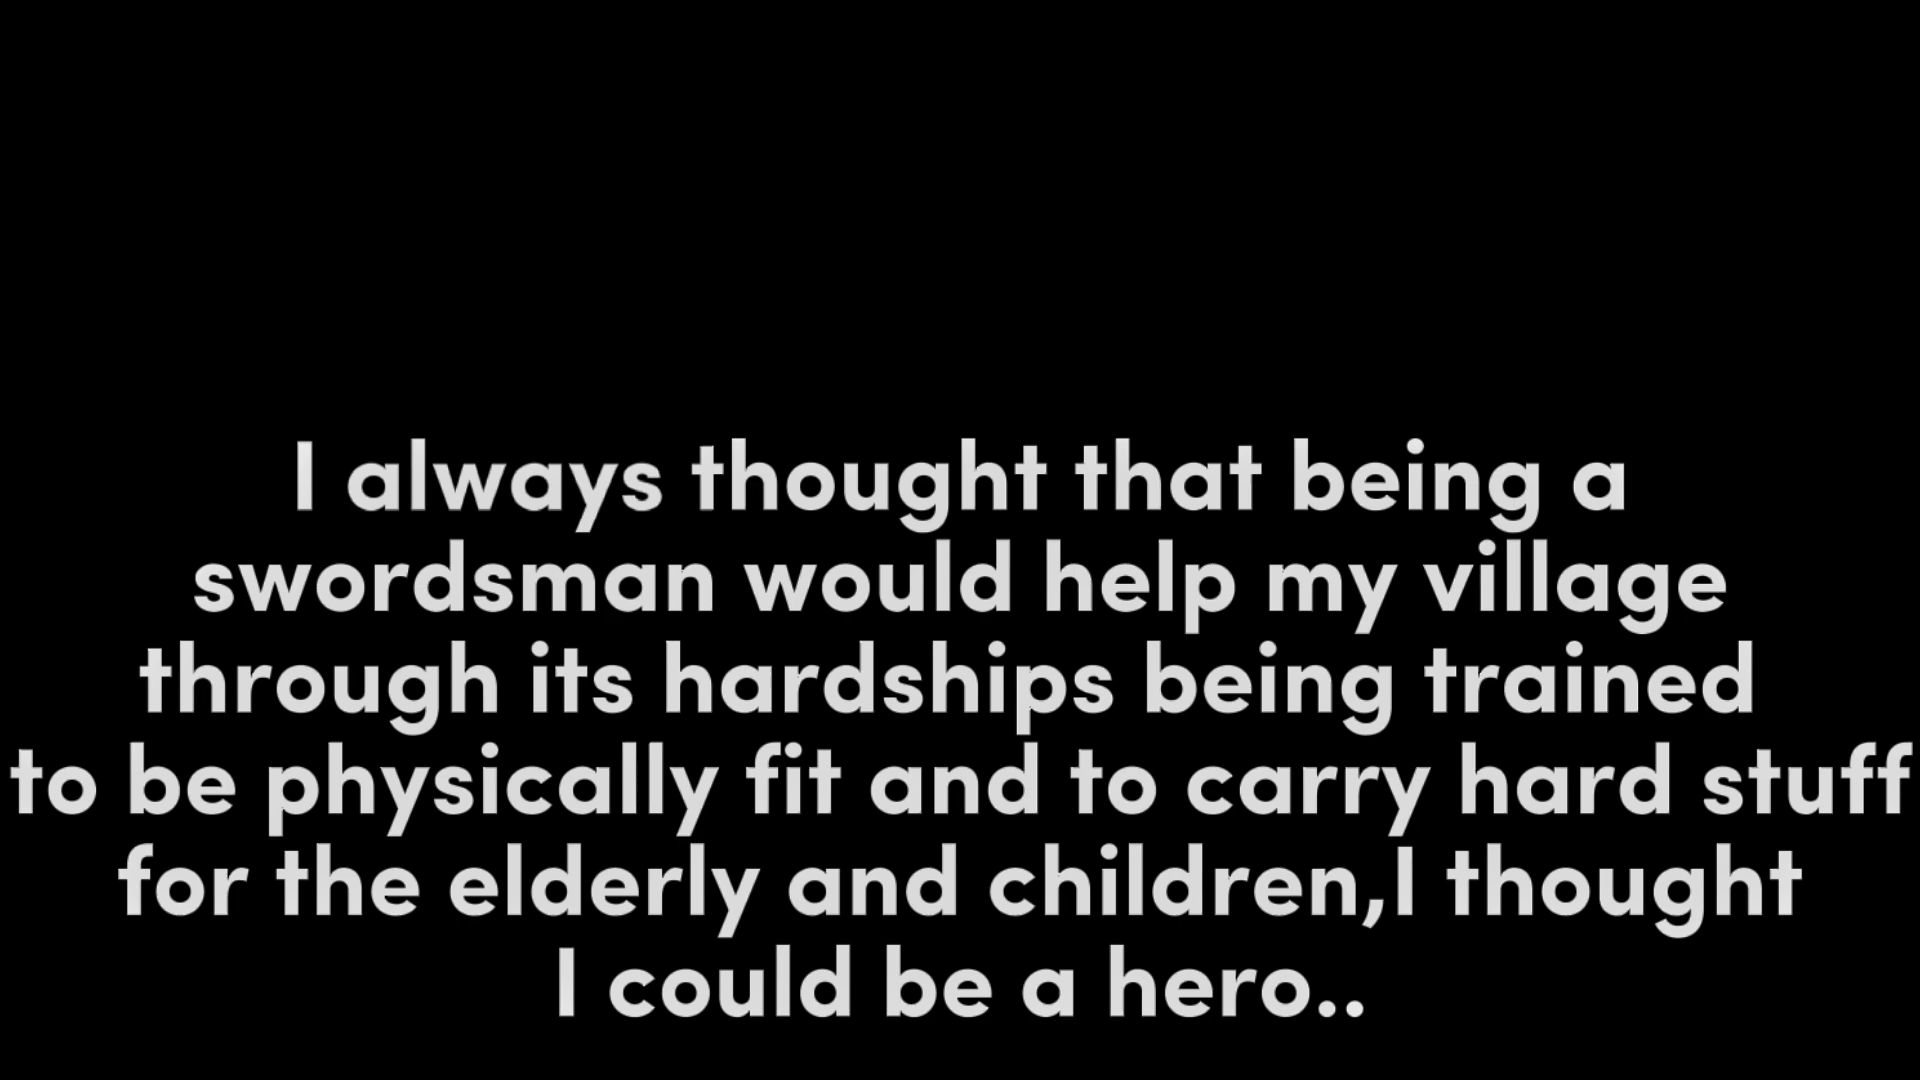 I always thought that being a
swordsman would help my village
through its hardships being trained
to be physically fit and to carry hard stuff
for the elderly and children,I thought
I could be a hero..